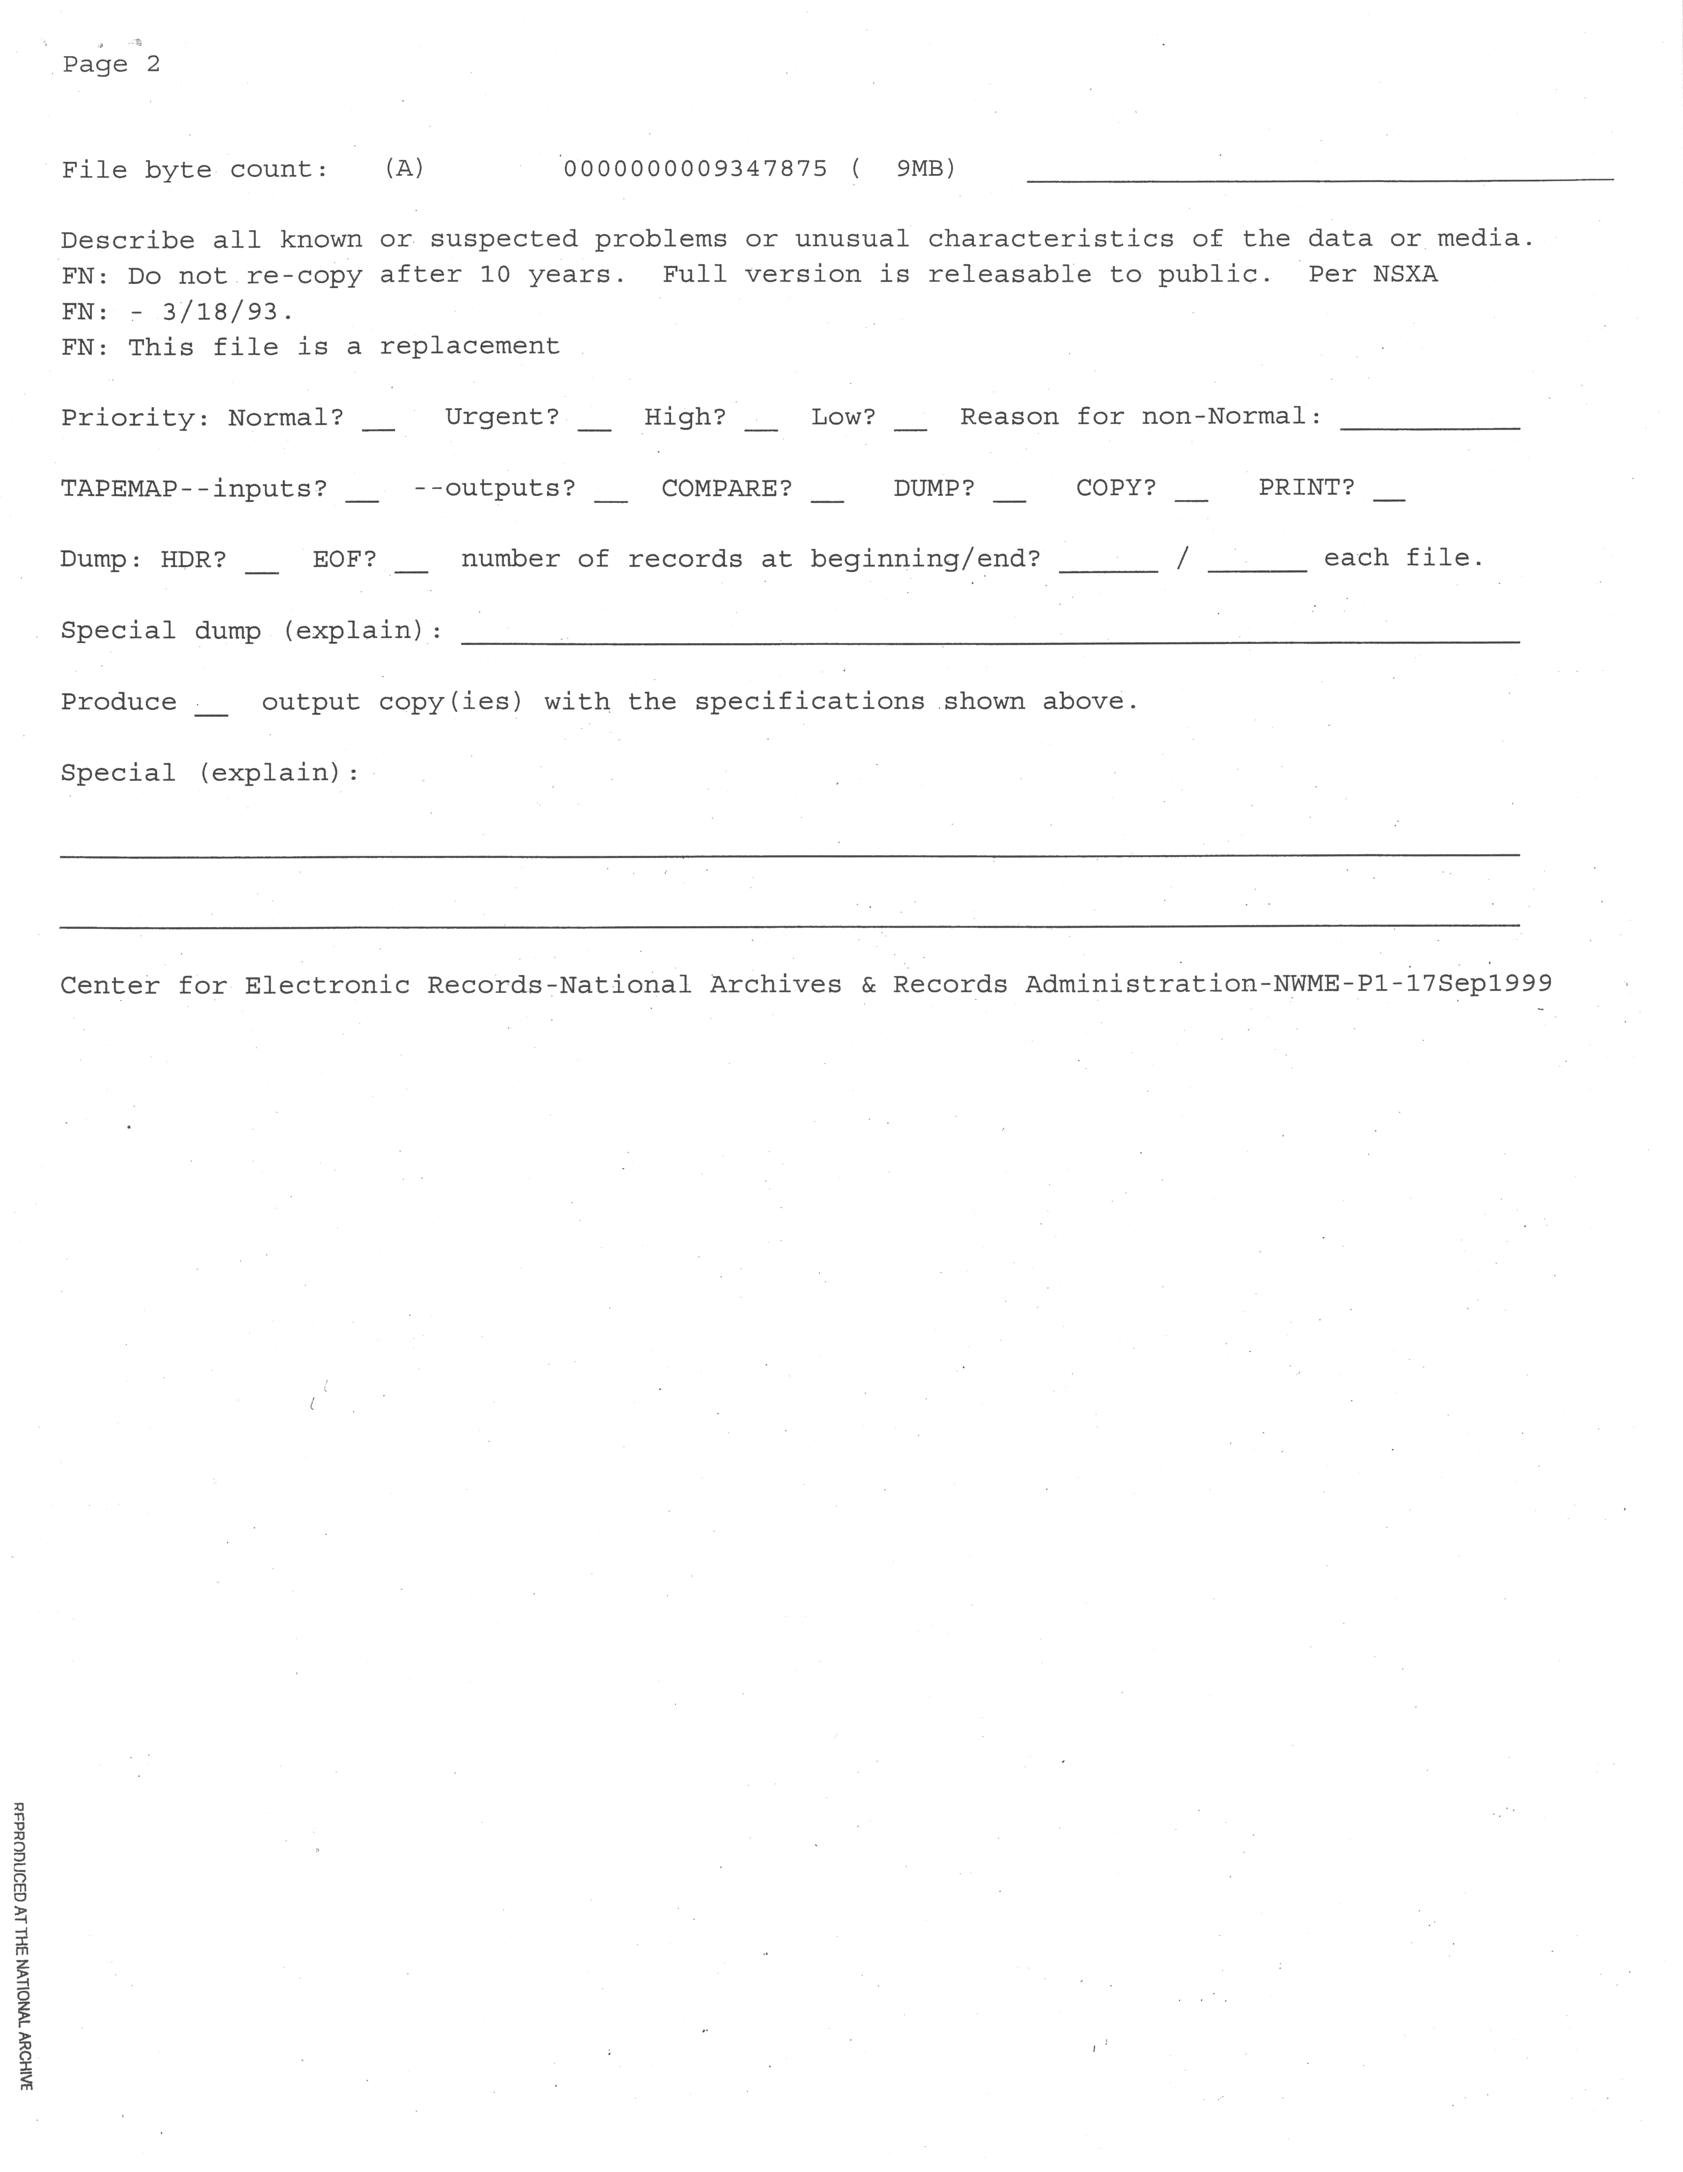 Page 2
File byte count: (A) 0000000009347875 ( 9MB) ____________________
Describe all known or suspected problems or unusual characteristics of the data or media.
FN: Do not re-copy after 10 years. Full version is releasable to public. Per NSXA
FN: - 3/18/93.
FN: This file is a replacement
Priority: Normal? __ Urgent? __ High? __ Low? __ Reason for non-Normal: ___________
TAPEMAP--inputs? __ --outputs? __ COMPARE? __ DUMP? __ COPY? __ PRINT? __
Dump: HDR? __ EOF? __ number of records at beginning/end? ______ / ______ each file.
Special dump (explain): ____________________
Produce __ output copy(ies) with the specifications shown above.
Special (explain):
Center for Electronic Records-National Archives & Records Administration-NWME-P1-17Sep1999
REPRODUCED AT THE NATIONAL ARCHIVE